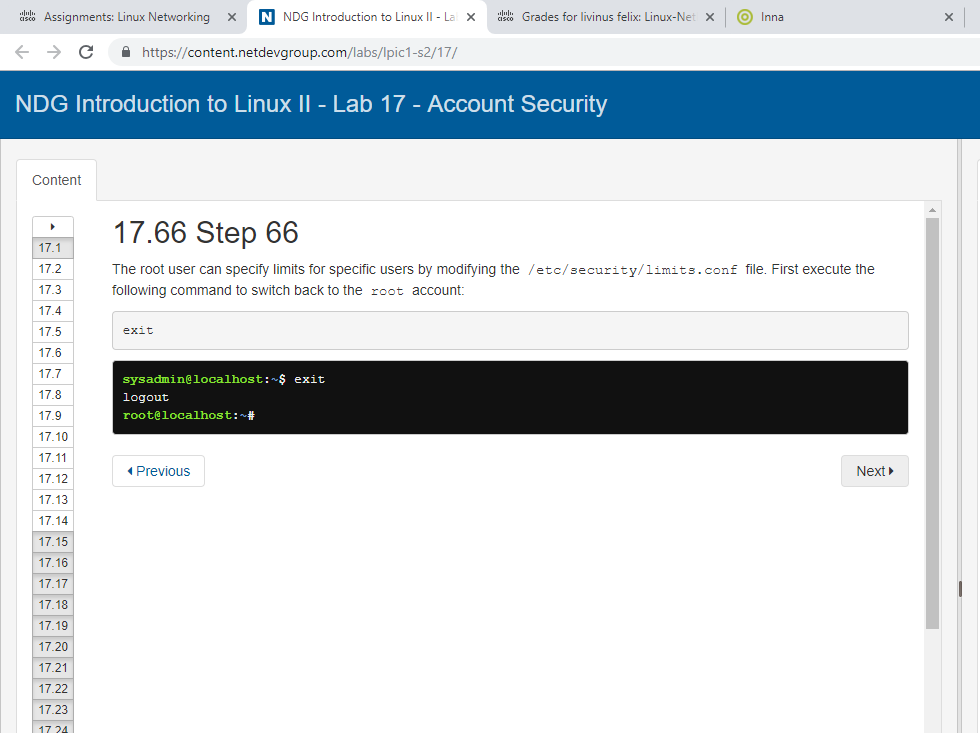 Assignments: Linux Networking
NDG Introduction to Linux II - La
Grades for livinus felix: Linux-Net
Inna
https://content.netdevgroup.com/labs/lpic1-s2/17/
NDG Introduction to Linux II - Lab 17 - Account Security
Content
17.1
17.2
17.3
17.4
17.5
17.6
17.7
17.8
17.9
17.10
17.11
17.12
17.13
17.14
17.15
17.16
17.17
17.18
17.19
17.20
17.21
17.22
17.23
17.24
17.66 Step 66
The root user can specify limits for specific users by modifying the /etc/security/limits.conf file. First execute the
following command to switch back to the root account:
exit
sysadmin@localhost:~$ exit
logout
root@localhost:~#
Previous
Next